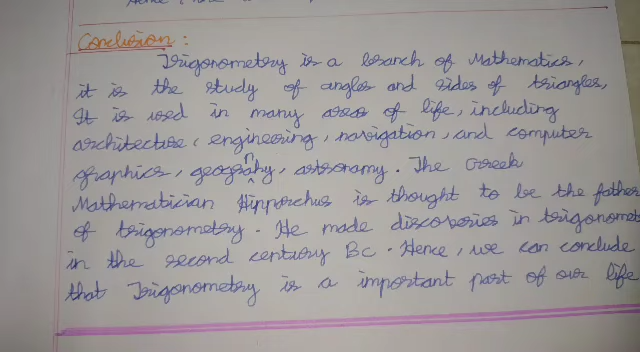 Conclusion :
Trigonometry is a branch of Mathematics,
it is the study of angles and sides of triangles,
It is used in many areas of life, including
architecture, engineering, navigation, and computer
graphics, geography, astronomy. The Greek
Mathematician Hipporchus is thought to be the father
of trigonometry. He made discoveries in trigonomet
in the second century Bc. Hence, we can conclude
that Trigonometry is a important part of our life